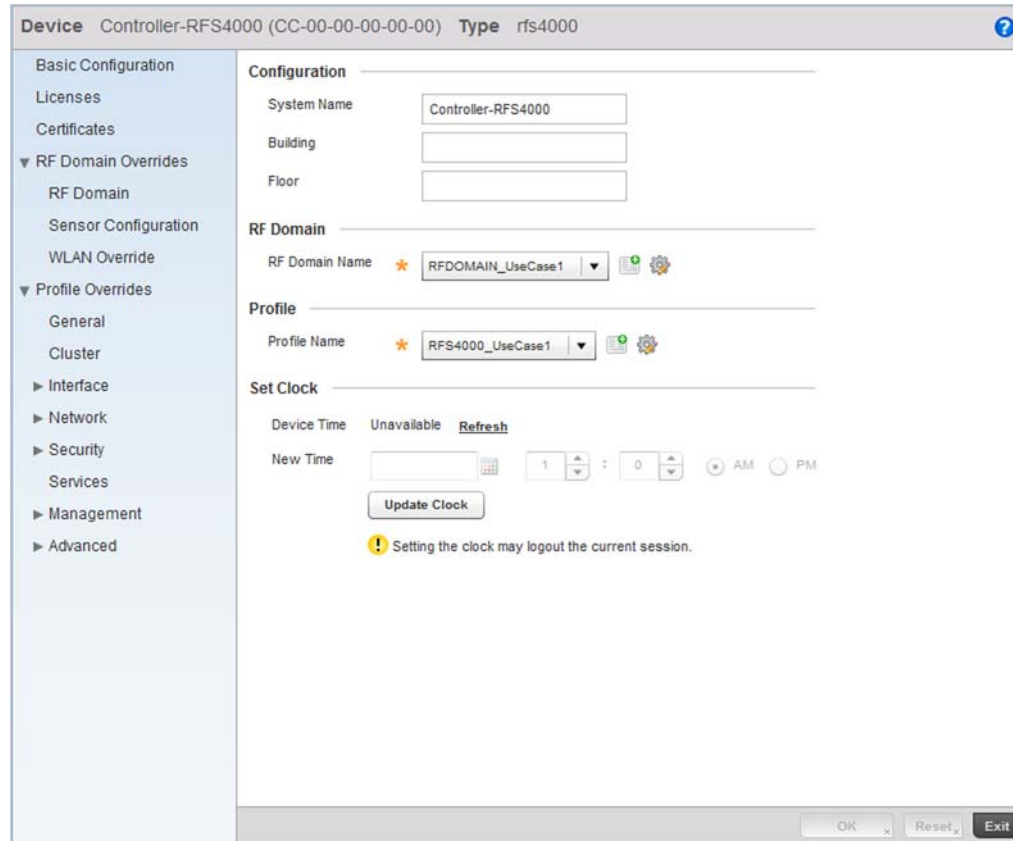 Device Controller-RFS4000 (CC-00-00-00-00-00) Type rfs4000 ?
Basic Configuration
Licenses
Certificates
RF Domain Overrides
RF Domain
Sensor Configuration
WLAN Override
Profile Overrides
General
Cluster
Interface
Network
Security
Services
Management
Advanced
Configuration
System Name Controller-RFS4000
Building
Floor
RF Domain
RF Domain Name * RFDOMAIN_UseCase1
Profile
Profile Name * RFS4000_UseCase1
Set Clock
Device Time Unavailable Refresh
New Time 1 : 0 AM PM
Update Clock
! Setting the clock may logout the current session.
OK Reset Exit